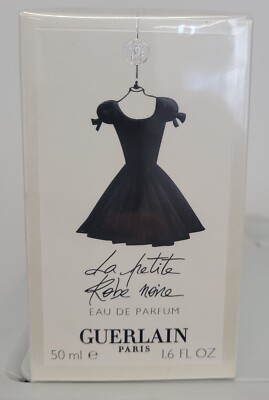 La petite
Robe noire
EAU DE PARFUM
GUERLAIN
PARIS
50 ml e 1.6 FL OZ